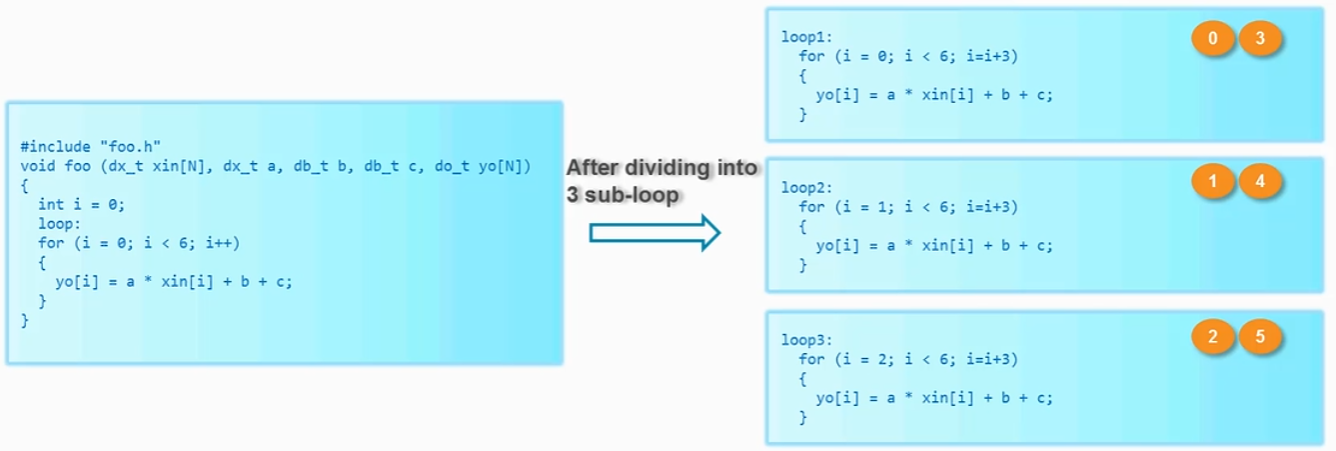 #include "foo.h"
void foo (dx_t xin[N], dx_t a, db_t b, db_t c, do_t yo[N])
{
int i = 0;
loop:
for (i = 0; i < 6; i++)
{
yo[i] = a * xin[i] + b + c;
}
}
After dividing into
3 sub-loop
loop1:
for (i = 0; i < 6; i=i+3)
{
yo[i] = a * xin[i] + b + c;
}
0 3
loop2:
for (i = 1; i < 6; i=i+3)
{
yo[i] = a * xin[i] + b + c;
}
1 4
loop3:
for (i = 2; i < 6; i=i+3)
{
yo[i] = a * xin[i] + b + c;
}
2 5